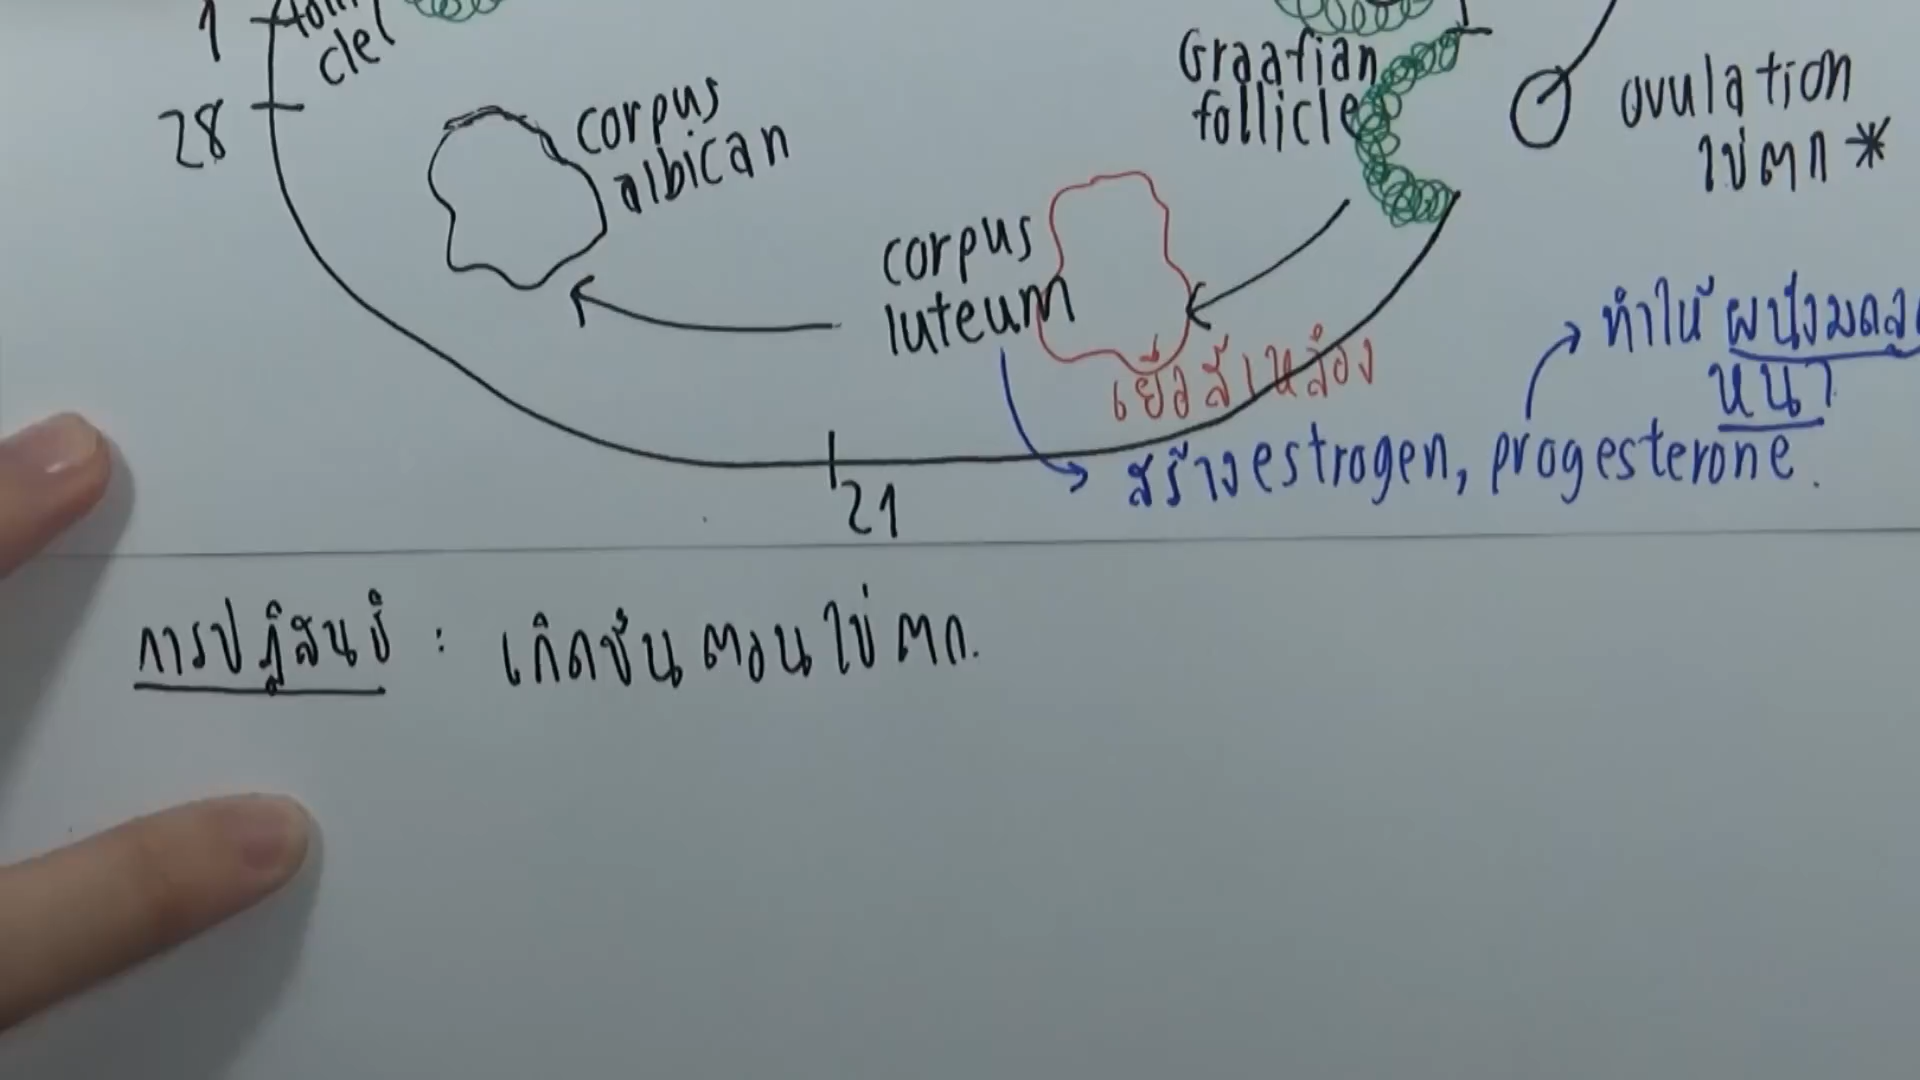 1
cle
28
corpus
albican
Graafian
follicle
ovulation
ไข่ตก *
corpus
luteum
เยื่อสีเหลือง
ทำให้ ผนังมดลู
หนา
สร้าง estrogen, progesterone.
21
การปฏิสนธิ : เกิดขึ้นตอนไข่ตก.